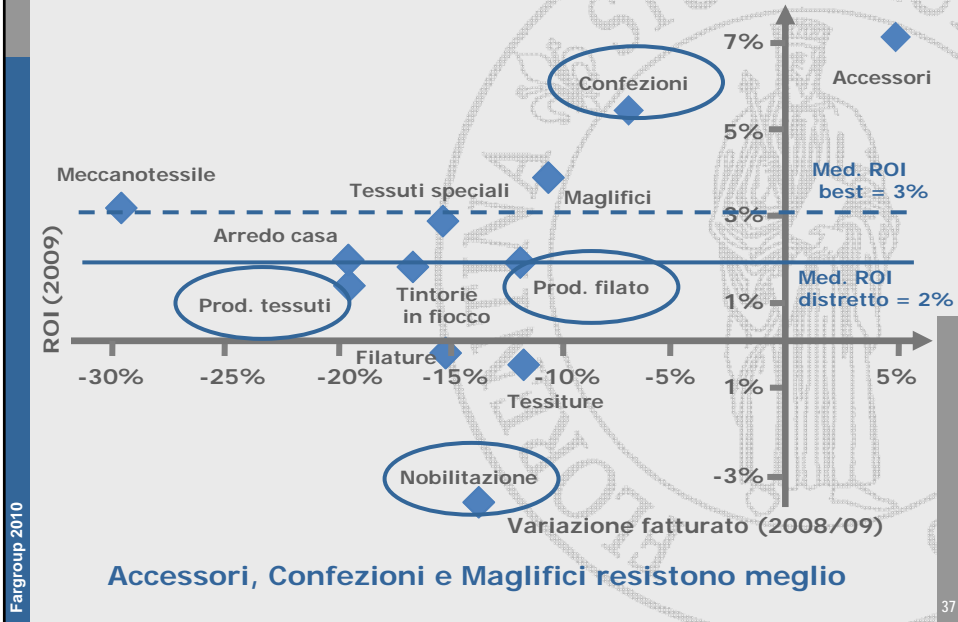 7%
Accessori
Confezioni
5%
Meccanotessile
Tessuti speciali
Maglifici
Med. ROI
best = 3%
3%
Arredo casa
ROI (2009)
Prod. tessuti
Tintorie
in fiocco
Prod. filato
Med. ROI
distretto = 2%
1%
Filature
-30%
-25%
-20%
-15%
-10%
-5%
5%
1%
Tessiture
Nobilitazione
-3%
Variazione fatturato (2008/09)
Accessori, Confezioni e Maglifici resistono meglio
Fargroup 2010
37